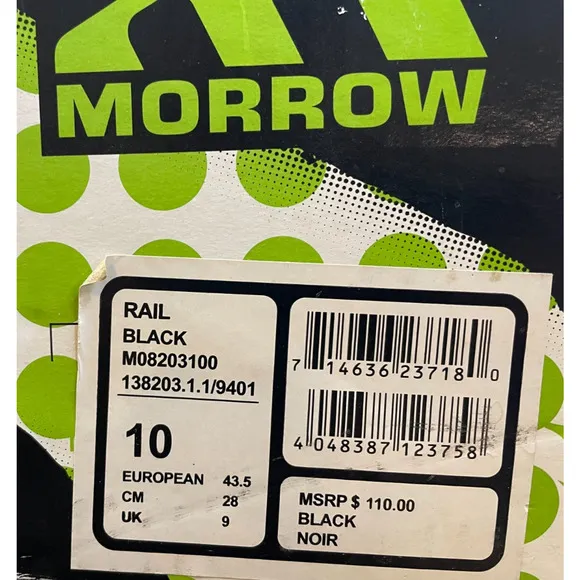 MORROW
RAIL
BLACK
M08203100
138203.1.1/9401
10
EUROPEAN 43.5
CM 28
UK 9
7 14636 23718 0
4 048387 123758
MSRP $ 110.00
BLACK
NOIR